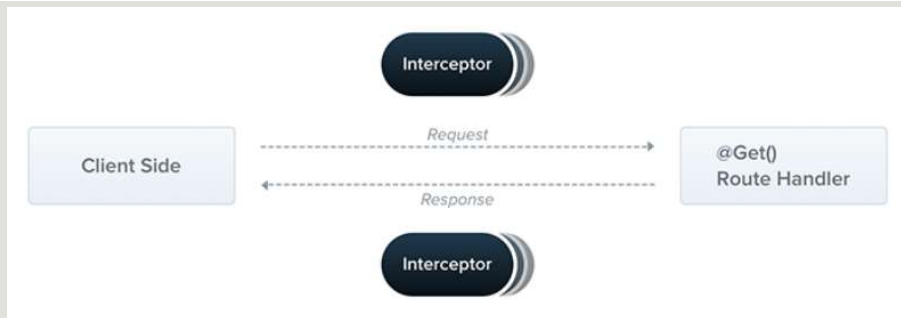 Interceptor
Request
Client Side
@Get()
Route Handler
Response
Interceptor